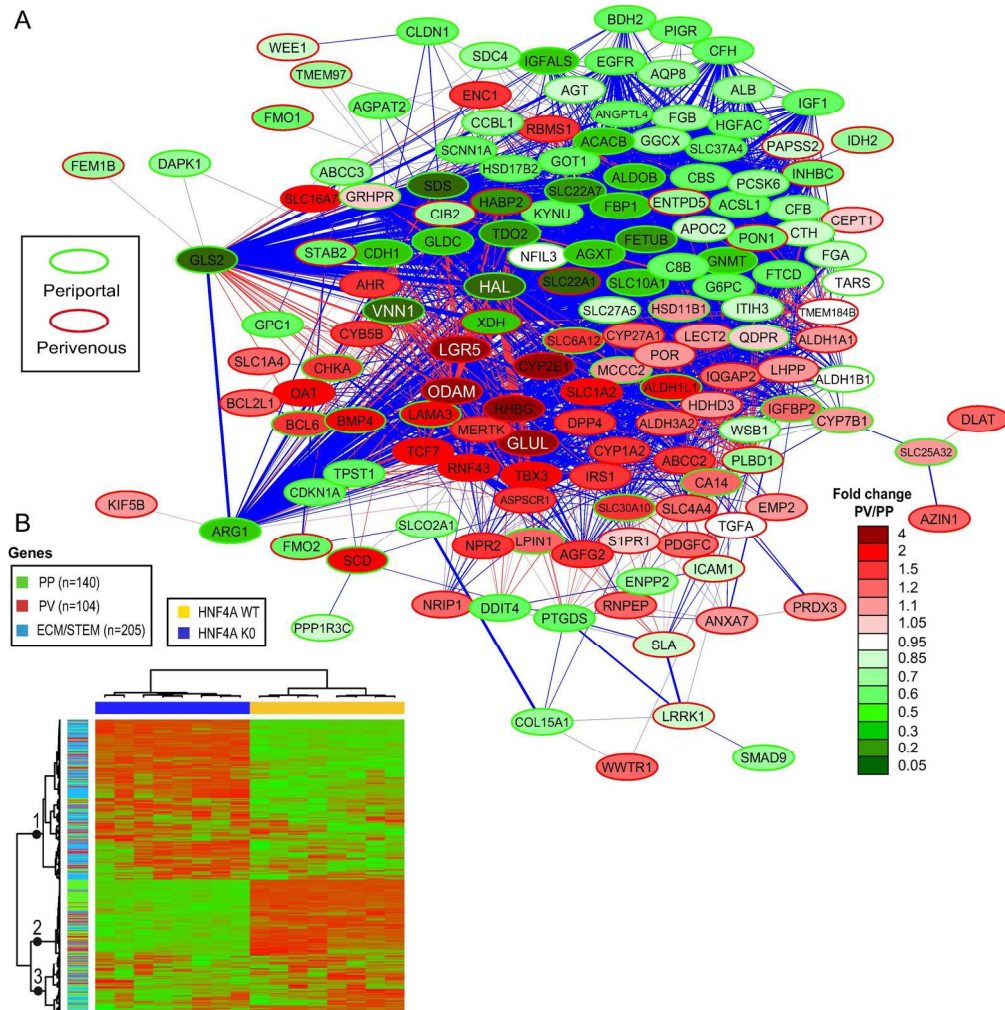 A
BDH2
PIGR
CLDN1
WEE1
SDC4
IGFALS
EGFR
CFH
TMEM97
AQP8
AGT
ALB
ENC1
IGF1
AGPAT2
ANGPTL4
FGB
HGFAC
FMO1
CCBL1
RBMS1
ACACB
GGCX
SLC37A4
PAPSS2
IDH2
SCNN1A
GOT1
FEM1B
DAPK1
HSD17B2
ALDOB
CBS
PCSK6
INHBC
ABCC3
SDS
SLC22A7
SLC16A7
GRHPR
HABP2
FBP1
ENTPD5
ACSL1
CFB
CEPT1
CIB2
KYNU
APOC2
CTH
STAB2
CDH1
GLDC
TDO2
PON1
FGA
GLS2
NFIL3
AGXT
FETUB
GNMT
Periportal
Perivenous
AHR
HAL
SLC22A1
SLC10A1
C8B
G6PC
FTCD
TARS
VNN1
SLC27A5
ITIH3
GPC1
CYB5B
XDH
HSD11B1
TMEM184B
LGR5
SLC6A12
CYP27A1
LECT2
QDPR
ALDH1A1
SLC1A4
CHKA
CYP2E1
POR
MCCC2
IQGAP2
LHPP
ALDH1B1
BCL2L1
OAT
ODAM
SLC1A2
ALDH1L1
HDHD3
IGFBP2
CYP7B1
BCL6
BMP4
LAMA3
RHBG
DPP4
ALDH3A2
WSB1
DLAT
MERTK
GLUL
TCF7
CYP1A2
ABCC2
PLBD1
SLC25A32
TPST1
RNF43
TBX3
IRS1
CA14
KIF5B
CDKN1A
ASPSCR1
SLC30A10
SLC4A4
EMP2
AZIN1
ARG1
SLCO2A1
TGFA
FMO2
SCD
NPR2
LPIN1
AGFG2
S1PR1
PDGFC
ICAM1
NRIP1
DDIT4
ENPP2
RNPEP
PRDX3
PTGDS
ANXA7
PPP1R3C
SLA
COL15A1
LRRK1
WWTR1
SMAD9
Fold change
PV/PP
4
2
1.5
1.2
1.1
1.05
0.95
0.85
0.6
0.5
0.3
0.2
0.05
B
Genes
PP (n=140)
PV (n=104)
ECM/STEM (n=205)
HNF4A WT
HNF4A K0
1
2
3